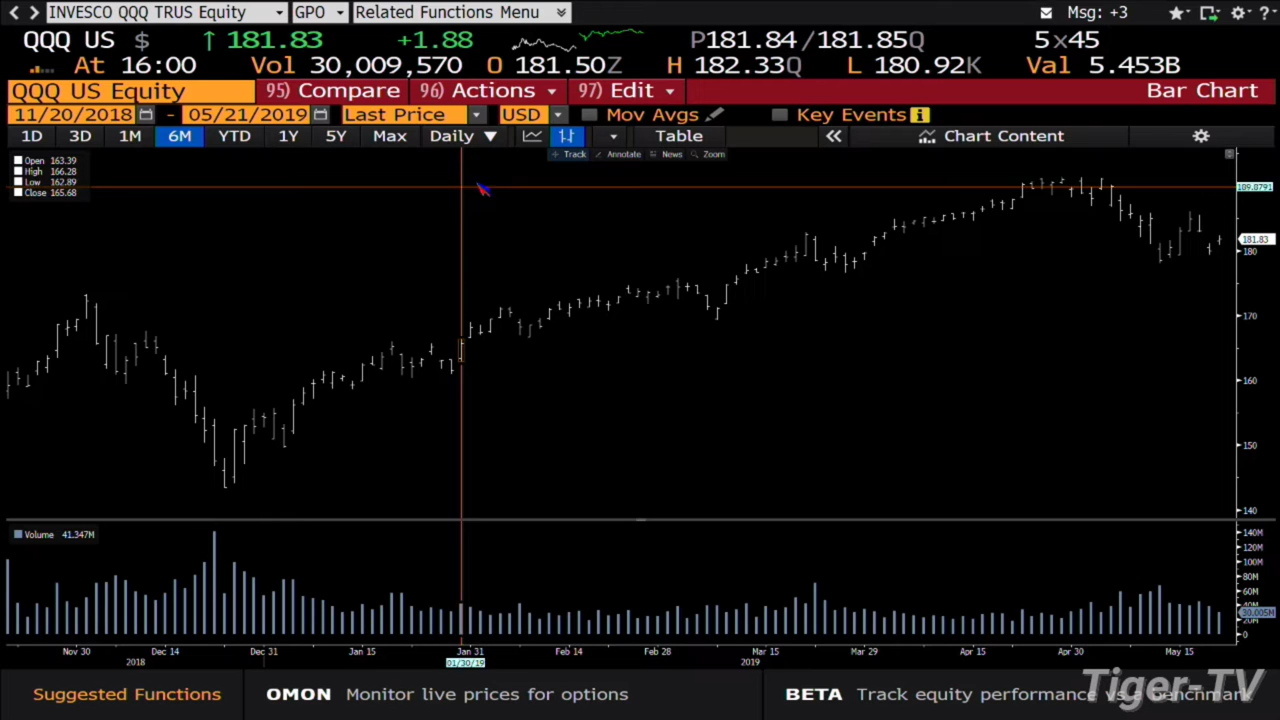 INVESCO QQQ TRUS Equity GPO Related Functions Menu Msg: +3
QQQ US $ ↑ 181.83 +1.88 P181.84/181.85Q 5x45
At 16:00 Vol 30,009,570 O 181.50Z H 182.33Q L 180.92K Val 5.453B
QQQ US Equity 95) Compare 96) Actions 97) Edit Bar Chart
11/20/2018 - 05/21/2019 Last Price USD Mov Avgs Key Events i
1D 3D 1M 6M YTD 1Y 5Y Max Daily ▼ Table « Chart Content
Track Annotate News Zoom
Open 163.39
High 166.28
Low 162.89
Close 165.68
189.8791
181.83
180
170
160
150
140
Volume 41.347M
140M
120M
100M
80M
60M
40M
30.005M
20M
0
Nov 30 Dec 14 Dec 31 Jan 15 Jan 31 Feb 14 Feb 28 Mar 15 Mar 29 Apr 15 Apr 30 May 15
2018 01/30/19 2019
Suggested Functions OMON Monitor live prices for options BETA Track equity performance vs a benchmark
Tiger-TV